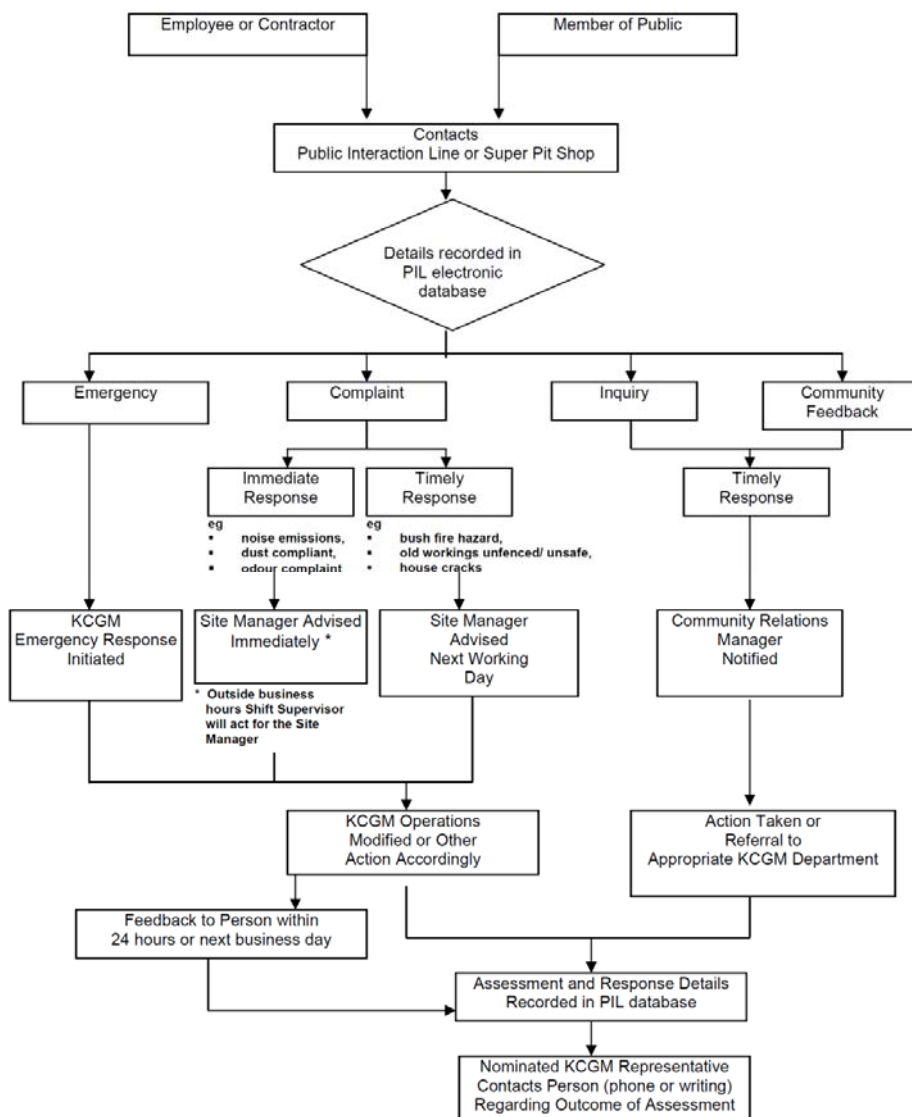 Employee or Contractor
Member of Public
Contacts
Public Interaction Line or Super Pit Shop
Details recorded in
PIL electronic
database
Emergency
Complaint
Inquiry
Community
Feedback
Immediate
Response
Timely
Response
Timely
Response
eg
▪ noise emissions,
▪ dust compliant,
▪ odour complaint
eg
▪ bush fire hazard,
▪ old workings unfenced/ unsafe,
▪ house cracks
KCGM
Emergency Response
Initiated
Site Manager Advised
Immediately *
Site Manager
Advised
Next Working
Day
Community Relations
Manager
Notified
* Outside business
hours Shift Supervisor
will act for the Site
Manager
KCGM Operations
Modified or Other
Action Accordingly
Action Taken or
Referral to
Appropriate KCGM Department
Feedback to Person within
24 hours or next business day
Assessment and Response Details
Recorded in PIL database
Nominated KCGM Representative
Contacts Person (phone or writing)
Regarding Outcome of Assessment